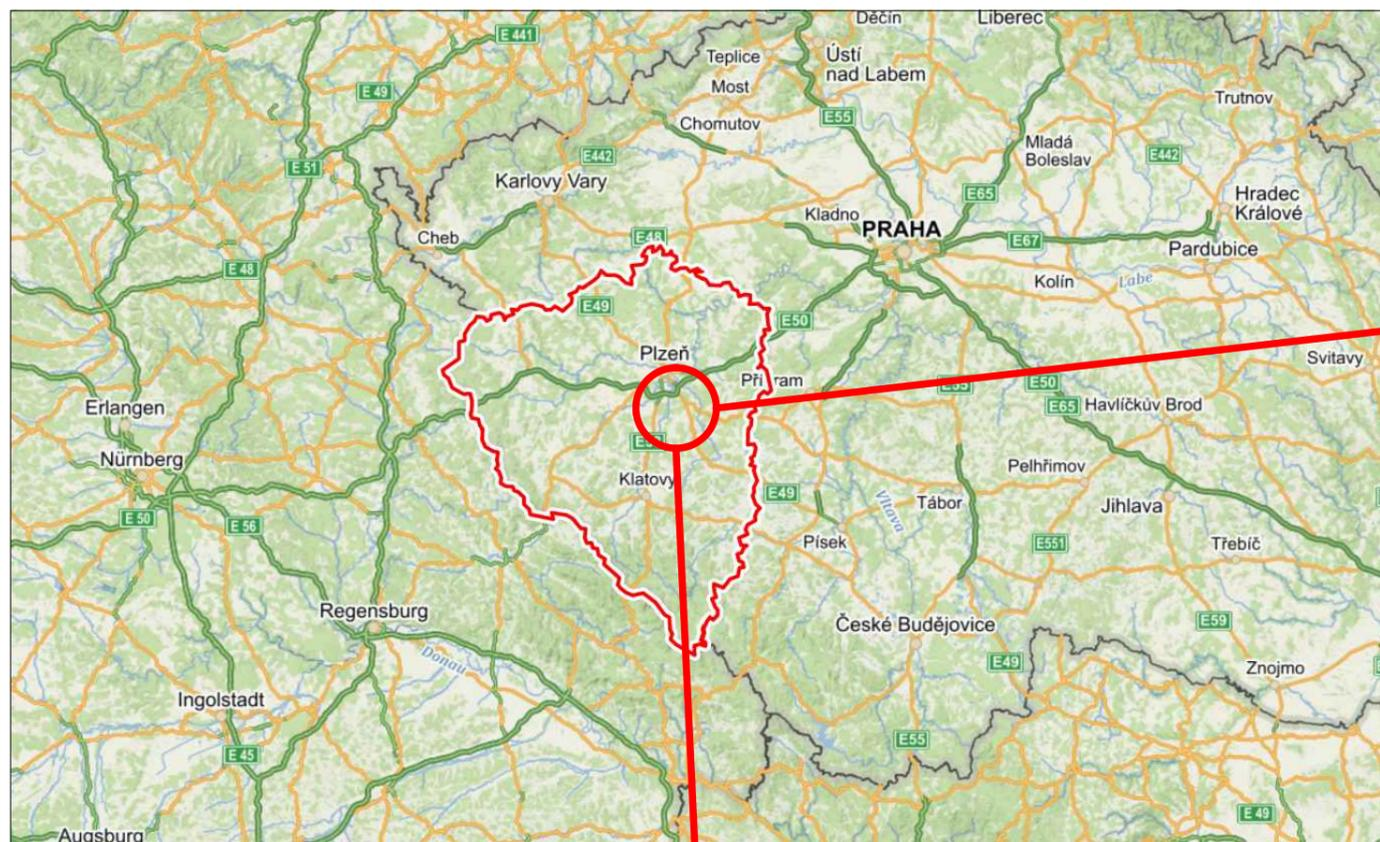 Děčín
Liberec
E 441
Teplice
Ústí
nad Labem
Most
E 49
Trutnov
E55
Chomutov
Mladá
Boleslav
E442
E442
E 51
Karlovy Vary
E65
Hradec
Králové
Kladno
PRAHA
Cheb
E48
E67
Pardubice
E 48
Kolín
Labe
E49
E50
Plzeň
Svitavy
E50
Erlangen
E65
Havlíčkův Brod
Nürnberg
Klatovy
Pelhřimov
E49
Tábor
Vltava
Jihlava
E 50
E 56
Písek
E551
Třebíč
Regensburg
České Budějovice
E59
Donau
E49
Znojmo
Ingolstadt
E55
E 45
E 49
Augsburg